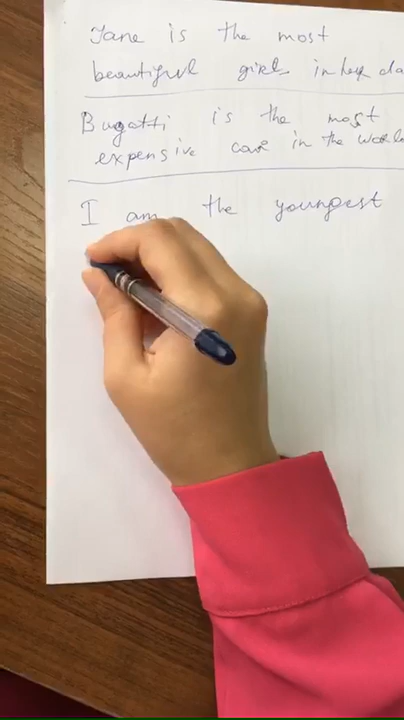 Jane is the most
beautiful girl in her
Bugatti is the most
expensive car in the world
I am the youngest